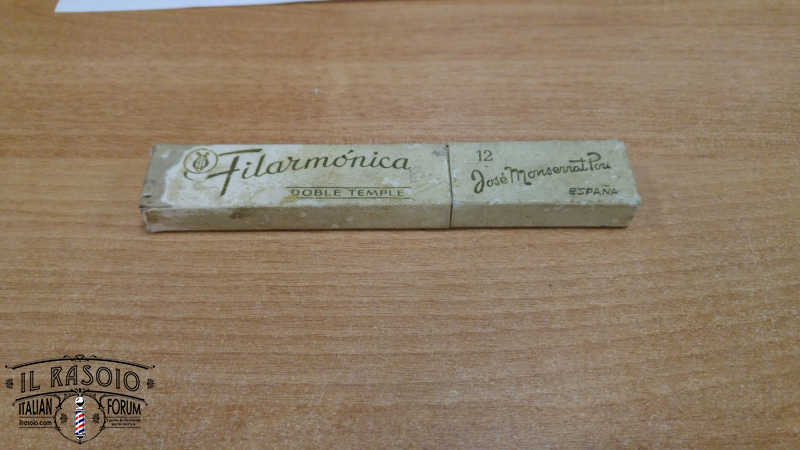 Filarmónica
DOBLE TEMPLE
12
José Monserrat Pou
ESPAÑA
IL RASOIO
ITALIAN FORUM
ilrasoio.com